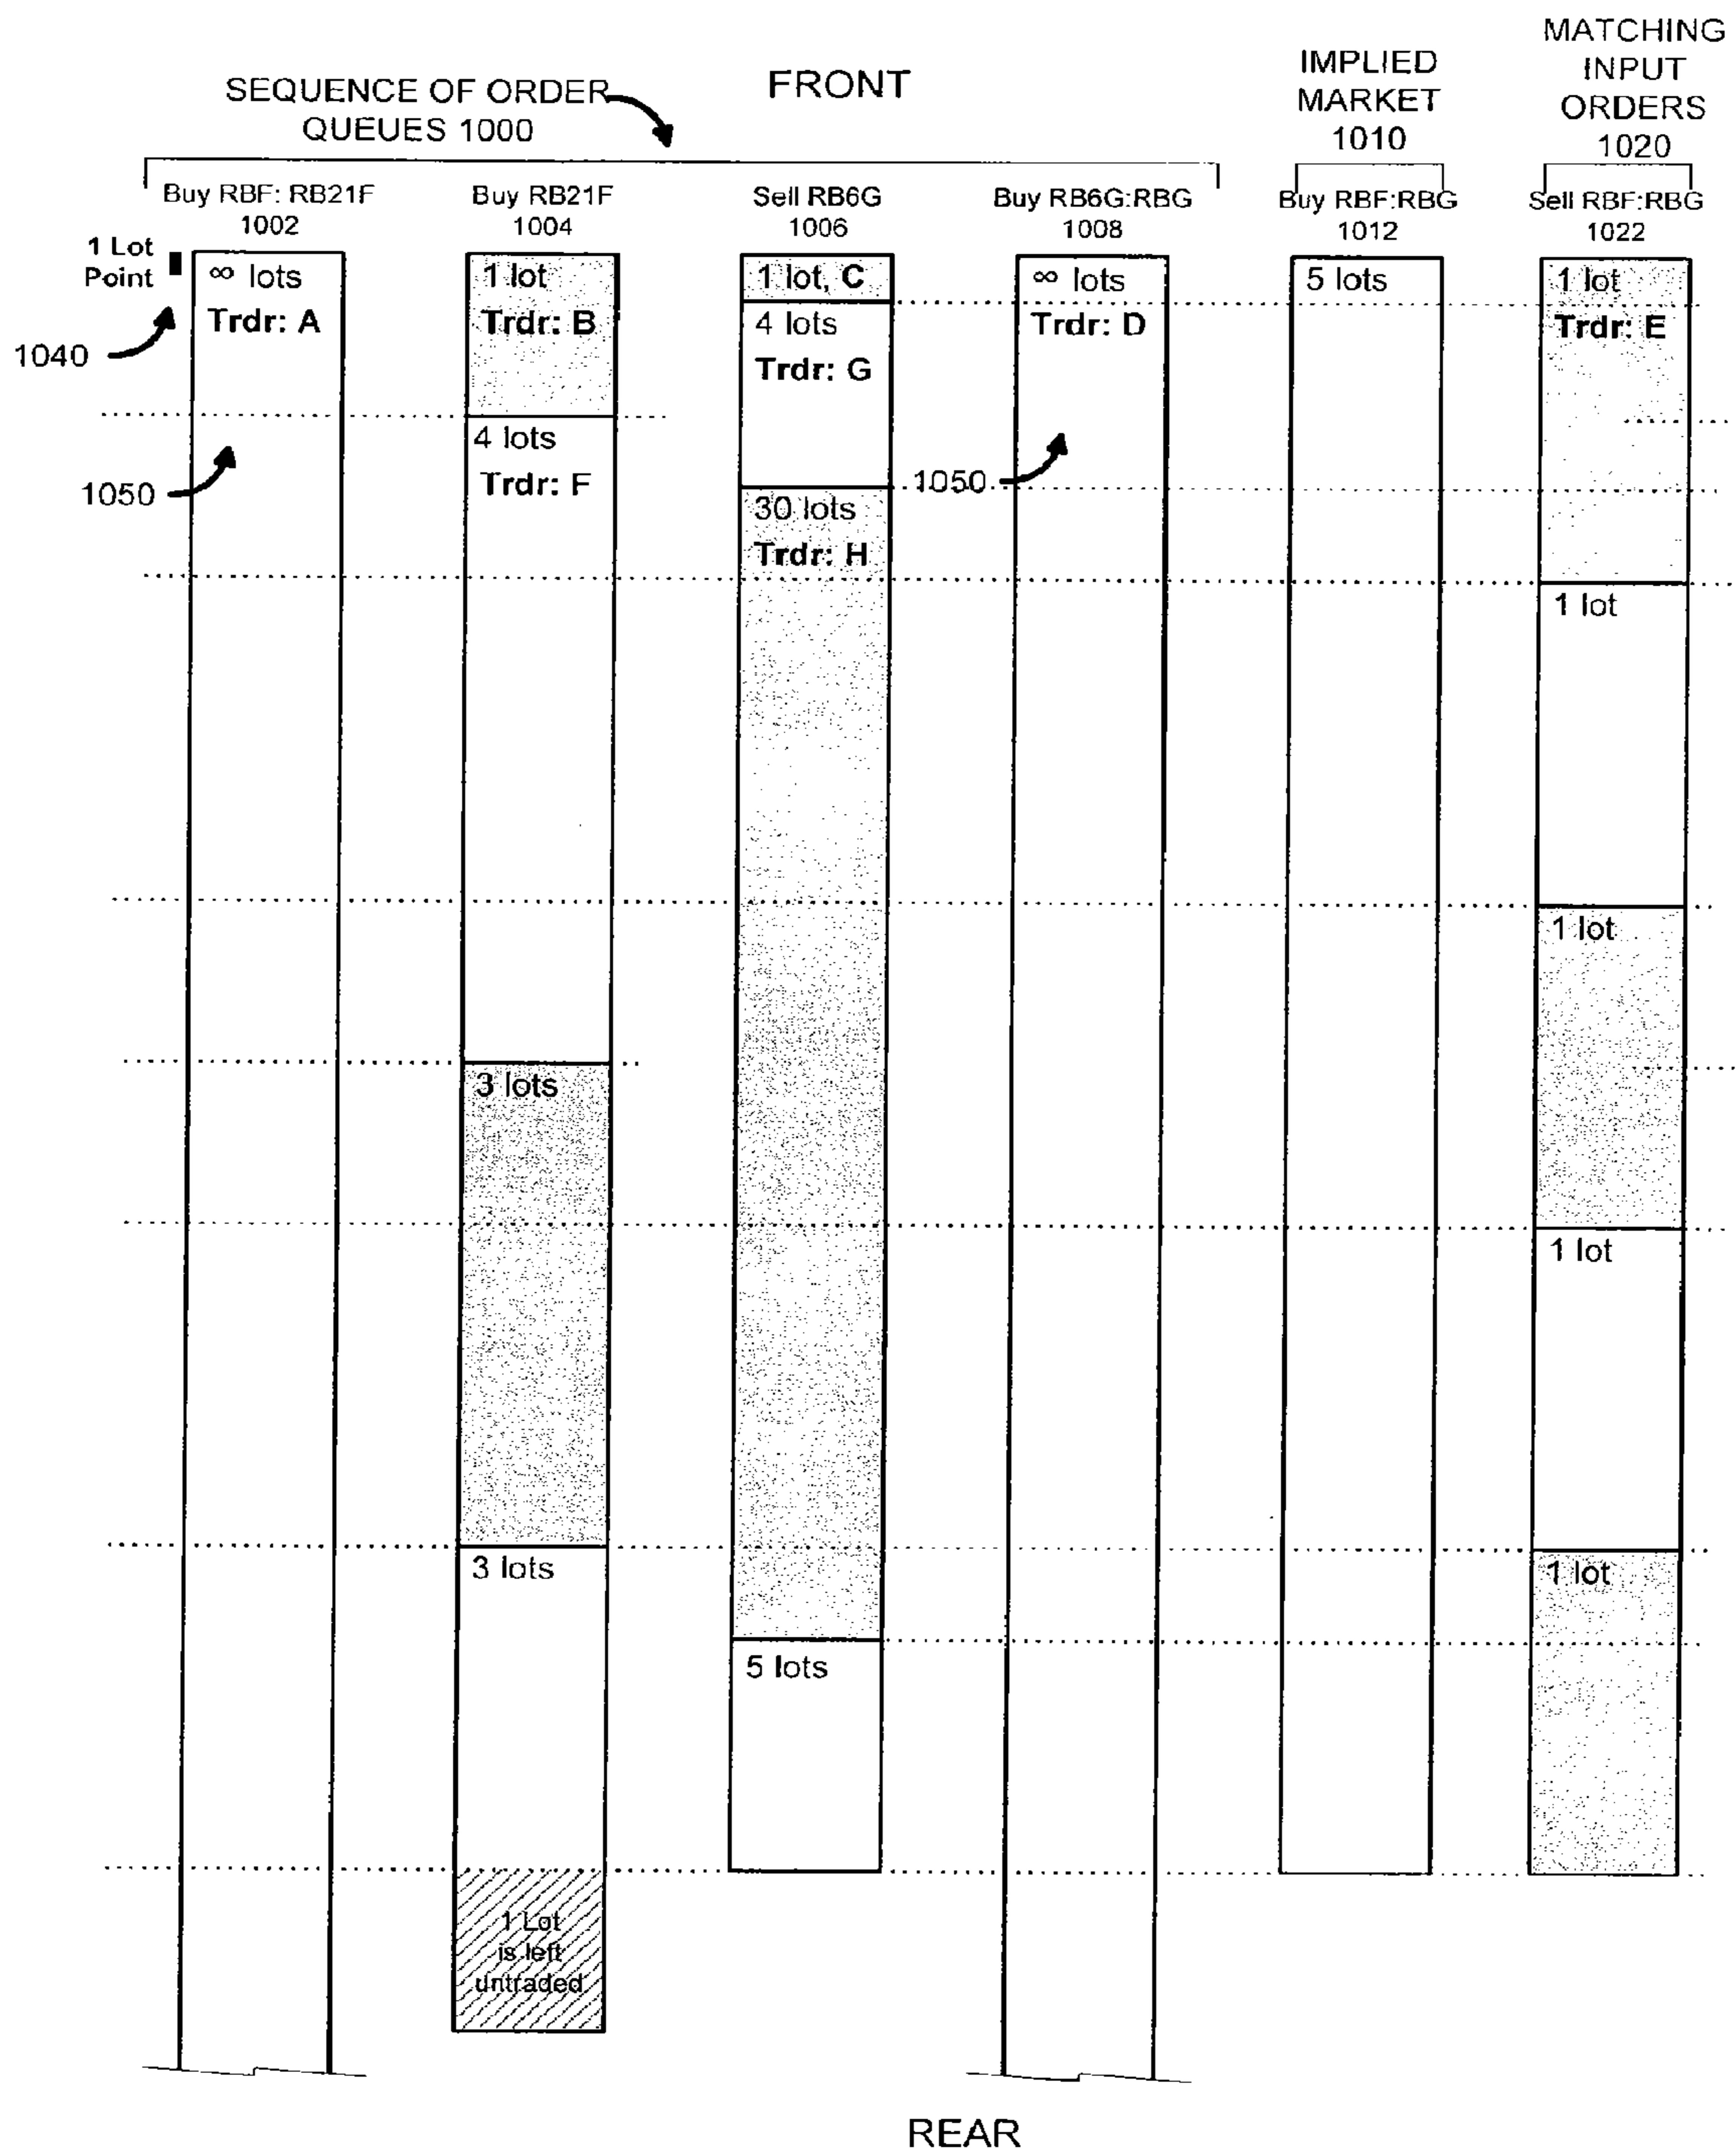 SEQUENCE OF ORDER
QUEUES 1000
FRONT
IMPLIED
MARKET
1010
MATCHING
INPUT
ORDERS
1020
Buy RBF: RB21F
1002
Buy RB21F
1004
Sell RB6G
1006
Buy RB6G:RBG
1008
Buy RBF:RBG
1012
Sell RBF:RBG
1022
1 Lot
Point
1040
1050
∞ lots
Trdr: A
1 lot
Trdr: B
4 lots
Trdr: F
3 lots
3 lots
1 Lot
is left
untraded
1 lot, C
4 lots
Trdr: G
30 lots
Trdr: H
5 lots
∞ lots
Trdr: D
1050
5 lots
1 lot
Trdr: E
1 lot
1 lot
1 lot
1 lot
REAR